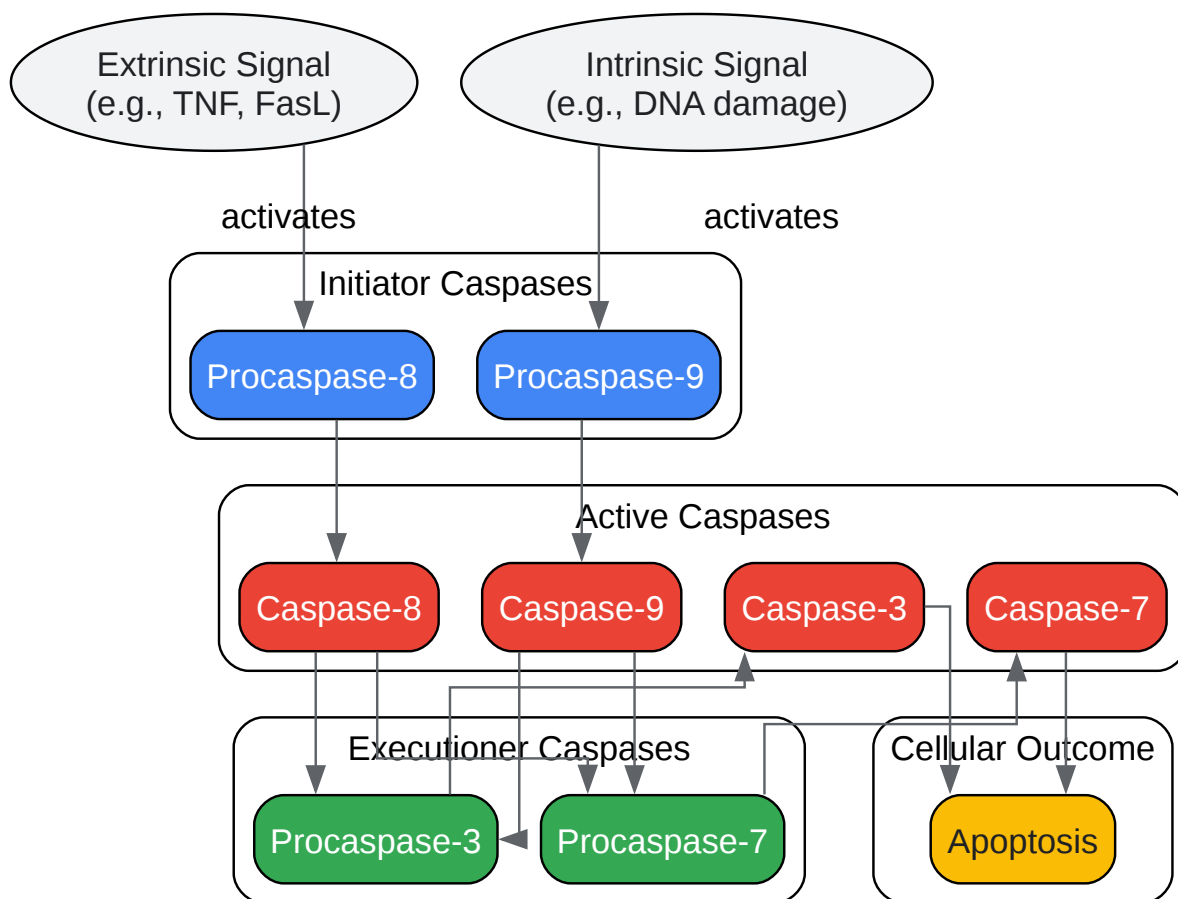 Extrinsic Signal
(e.g., TNF, FasL)
Intrinsic Signal
(e.g., DNA damage)
activates
activates
Initiator Caspases
Procaspase-8
Procaspase-9
Active Caspases
Caspase-8
Caspase-9
Caspase-3
Caspase-7
Executioner Caspases
Cellular Outcome
Procaspase-3
Procaspase-7
Apoptosis